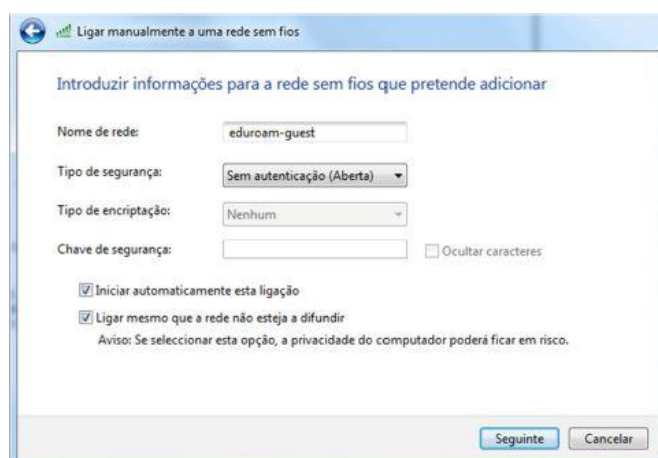 Ligar manualmente a uma rede sem fios
Introduzir informações para a rede sem fios que pretende adicionar
Nome de rede: eduroam-guest
Tipo de segurança: Sem autenticação (Aberta)
Tipo de encriptação: Nenhum
Chave de segurança: Ocultar caracteres
Iniciar automaticamente esta ligação
Ligar mesmo que a rede não esteja a difundir
Aviso: Se seleccionar esta opção, a privacidade do computador poderá ficar em risco.
Seguinte Cancelar